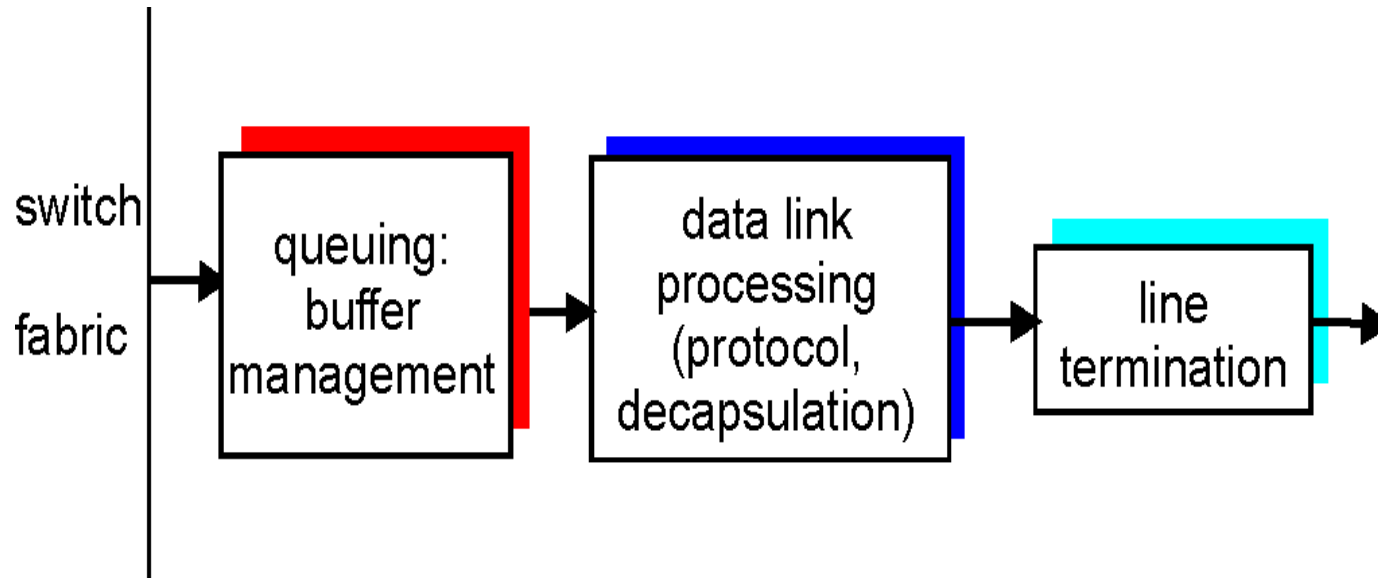 switch
fabric
queuing:
buffer
management
data link
processing
(protocol,
decapsulation)
line
termination